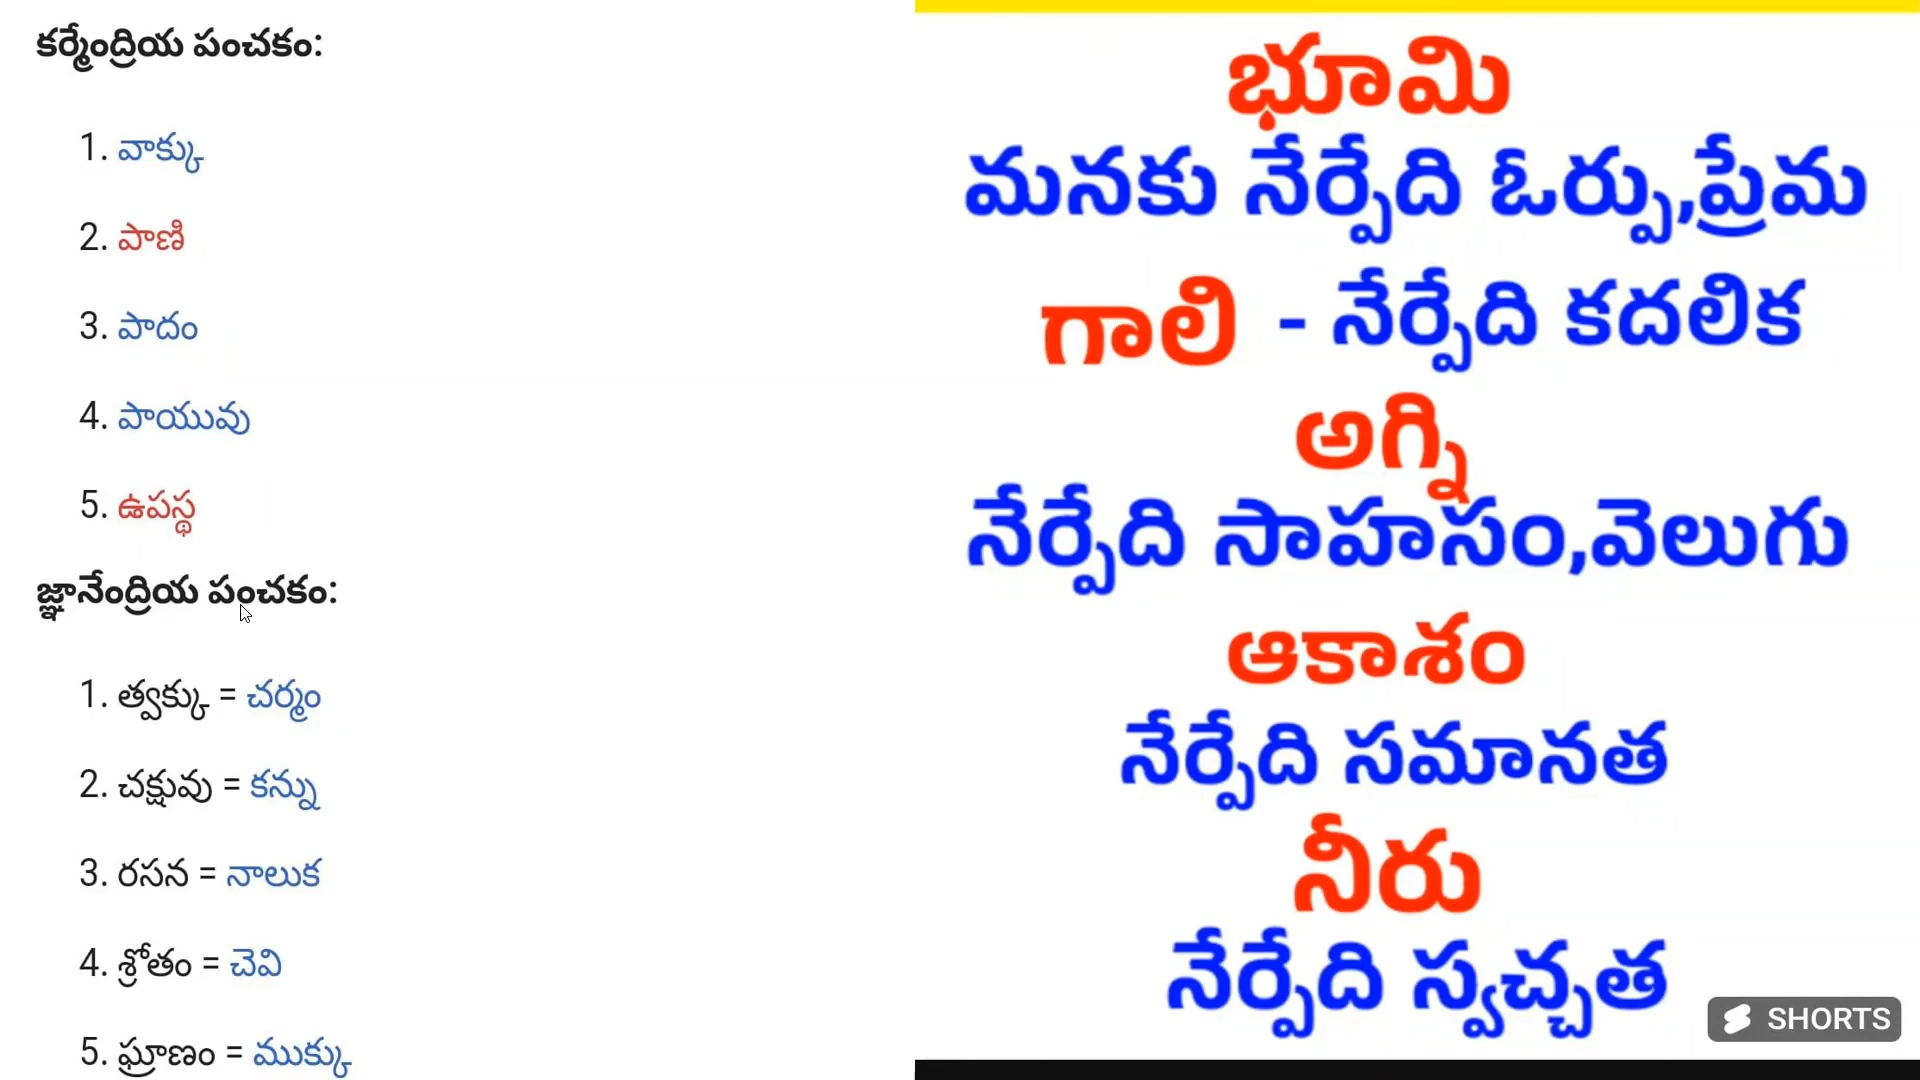 కర్మేంద్రియ పంచకం:
1. వాక్కు
2. పాణి
3. పాదం
4. పాయువు
5. ఉపస్థ
జ్ఞానేంద్రియ పంచకం:
1. త్వక్కు = చర్మం
2. చక్షువు = కన్ను
3. రసన = నాలుక
4. శ్రోతం = చెవి
5. ఘ్రాణం = ముక్కు
భూమి
మనకు నేర్పేది ఓర్పు,ప్రేమ
గాలి - నేర్పేది కదలిక
అగ్ని
నేర్పేది సాహసం,వెలుగు
ఆకాశం
నేర్పేది సమానత
నీరు
నేర్పేది స్వచ్చత
SHORTS